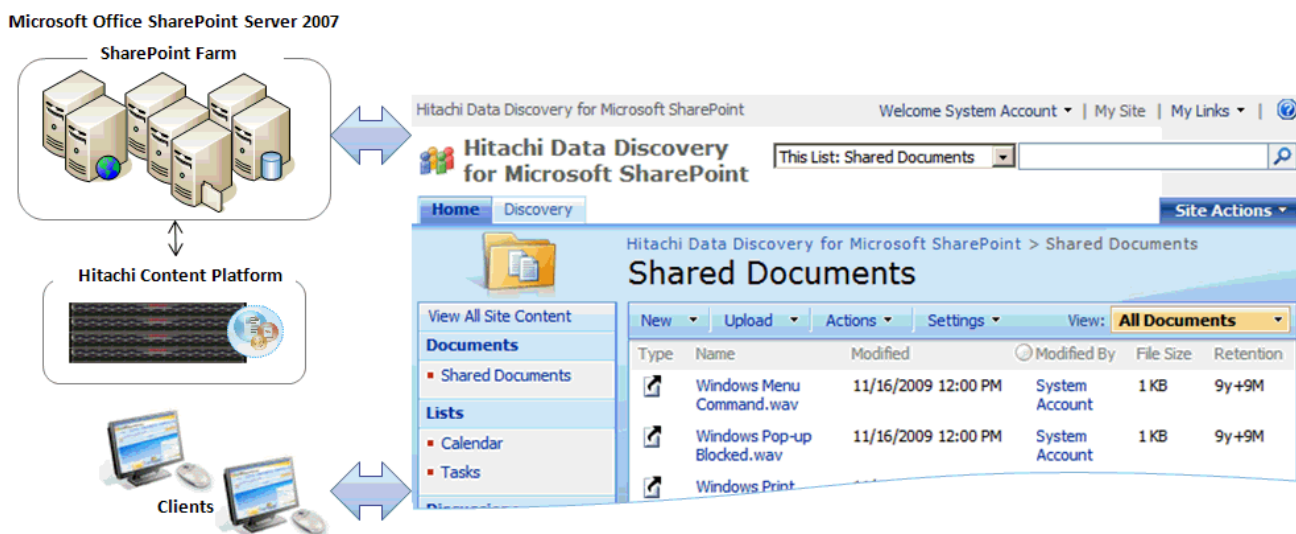 Microsoft Office SharePoint Server 2007
SharePoint Farm
Hitachi Content Platform
Clients
Hitachi Data Discovery for Microsoft SharePoint
Welcome System Account | My Site | My Links |
Hitachi Data Discovery
for Microsoft SharePoint
This List: Shared Documents
Home Discovery
Site Actions
Hitachi Data Discovery for Microsoft SharePoint > Shared Documents
Shared Documents
View All Site Content
Documents
Shared Documents
Lists
Calendar
Tasks
New Upload Actions Settings View: All Documents
Type Name Modified Modified By File Size Retention
Windows Menu 11/16/2009 12:00 PM System 1 KB 9y+9M
Command.wav Account
Windows Pop-up 11/16/2009 12:00 PM System 1 KB 9y+9M
Blocked.wav Account
Windows Print